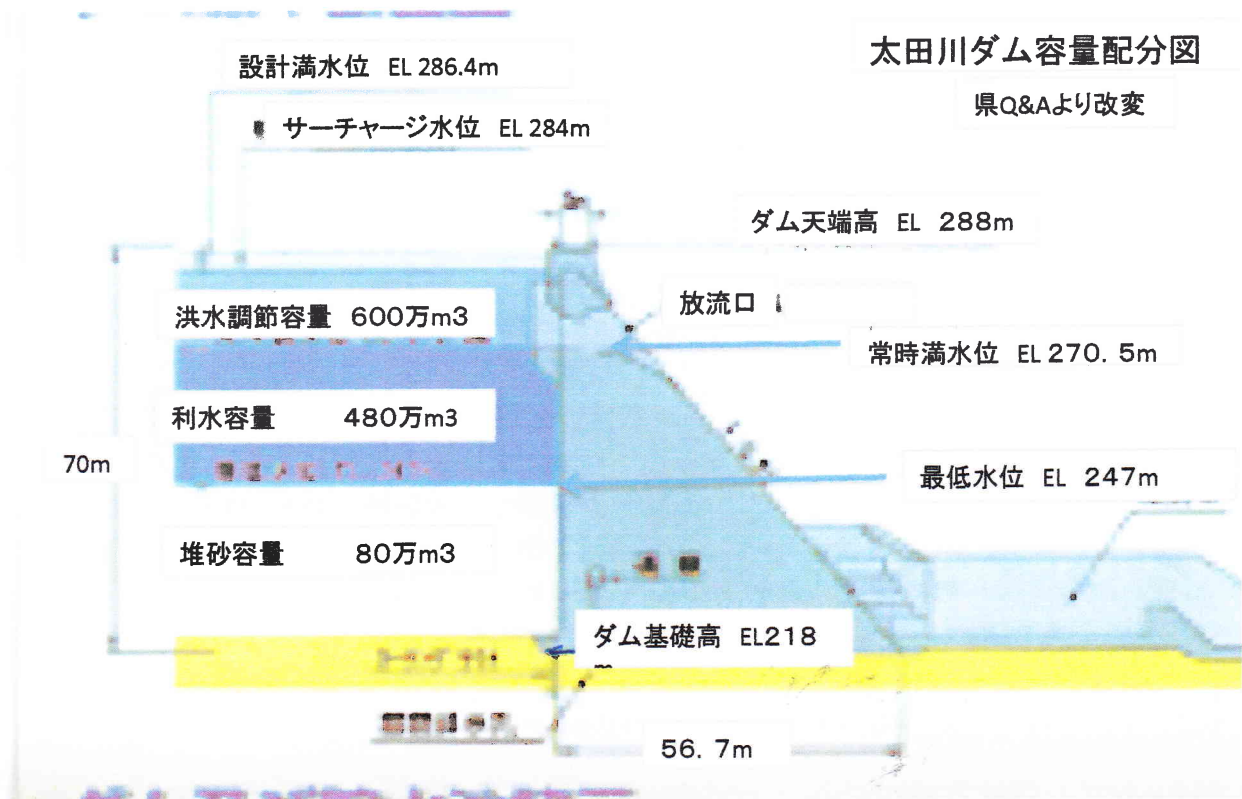 太田川ダム容量配分図
県Q&Aより改変
設計満水位 EL 286.4m
サーチャージ水位 EL 284m
ダム天端高 EL 288m
放流口
洪水調節容量 600万m3
常時満水位 EL 270.5m
利水容量 480万m3
70m
最低水位 EL 247m
堆砂容量 80万m3
ダム基礎高 EL218
m
56.7m